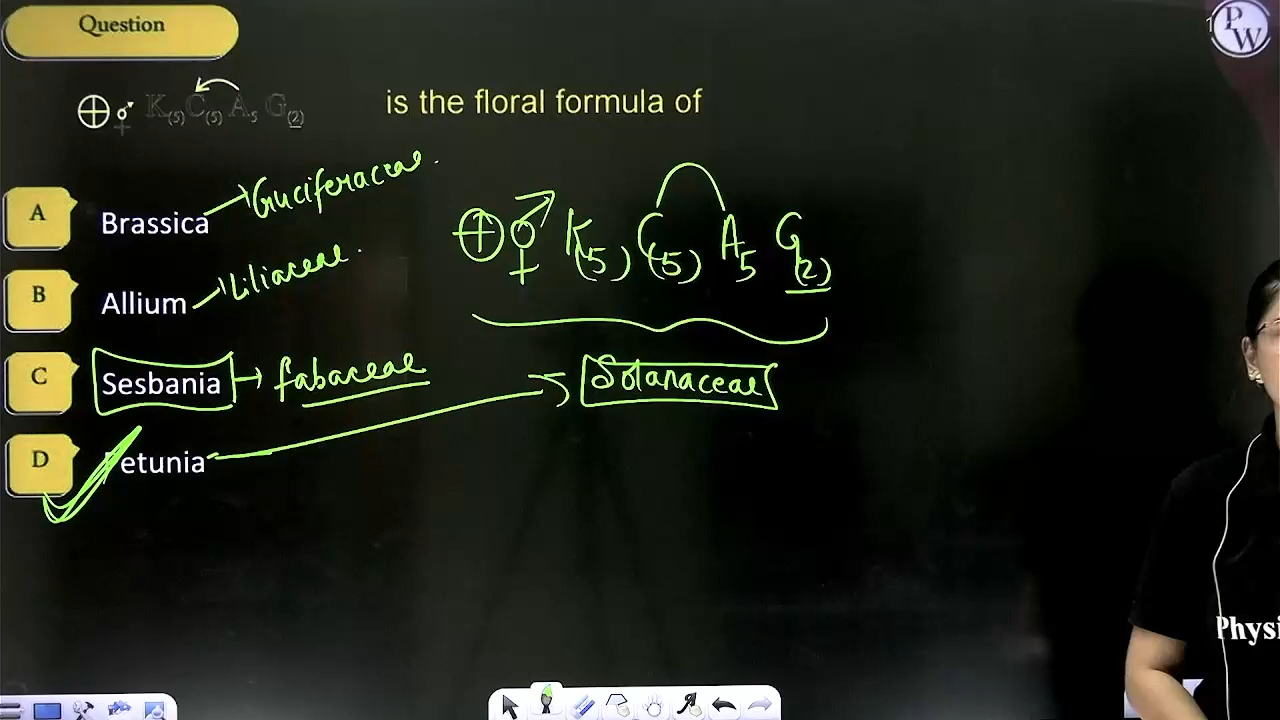 Question
PW
⊕ ⚥ K(5) C(5) A5 G(2) is the floral formula of
A Brassica → Cruciferaceae.
B Allium → Liliaceae.
⊕ ⚥ K(5) C(5) A5 G(2)
C Sesbania → fabaceae
Solanaceae
D Petunia
Physi